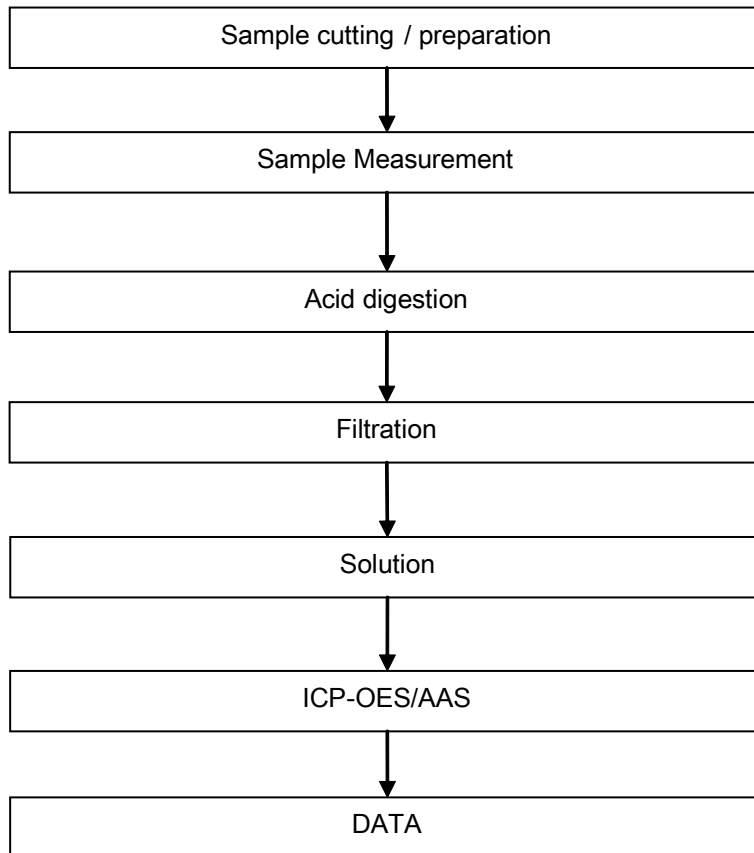 Sample cutting / preparation
Sample Measurement
Acid digestion
Filtration
Solution
ICP-OES/AAS
DATA